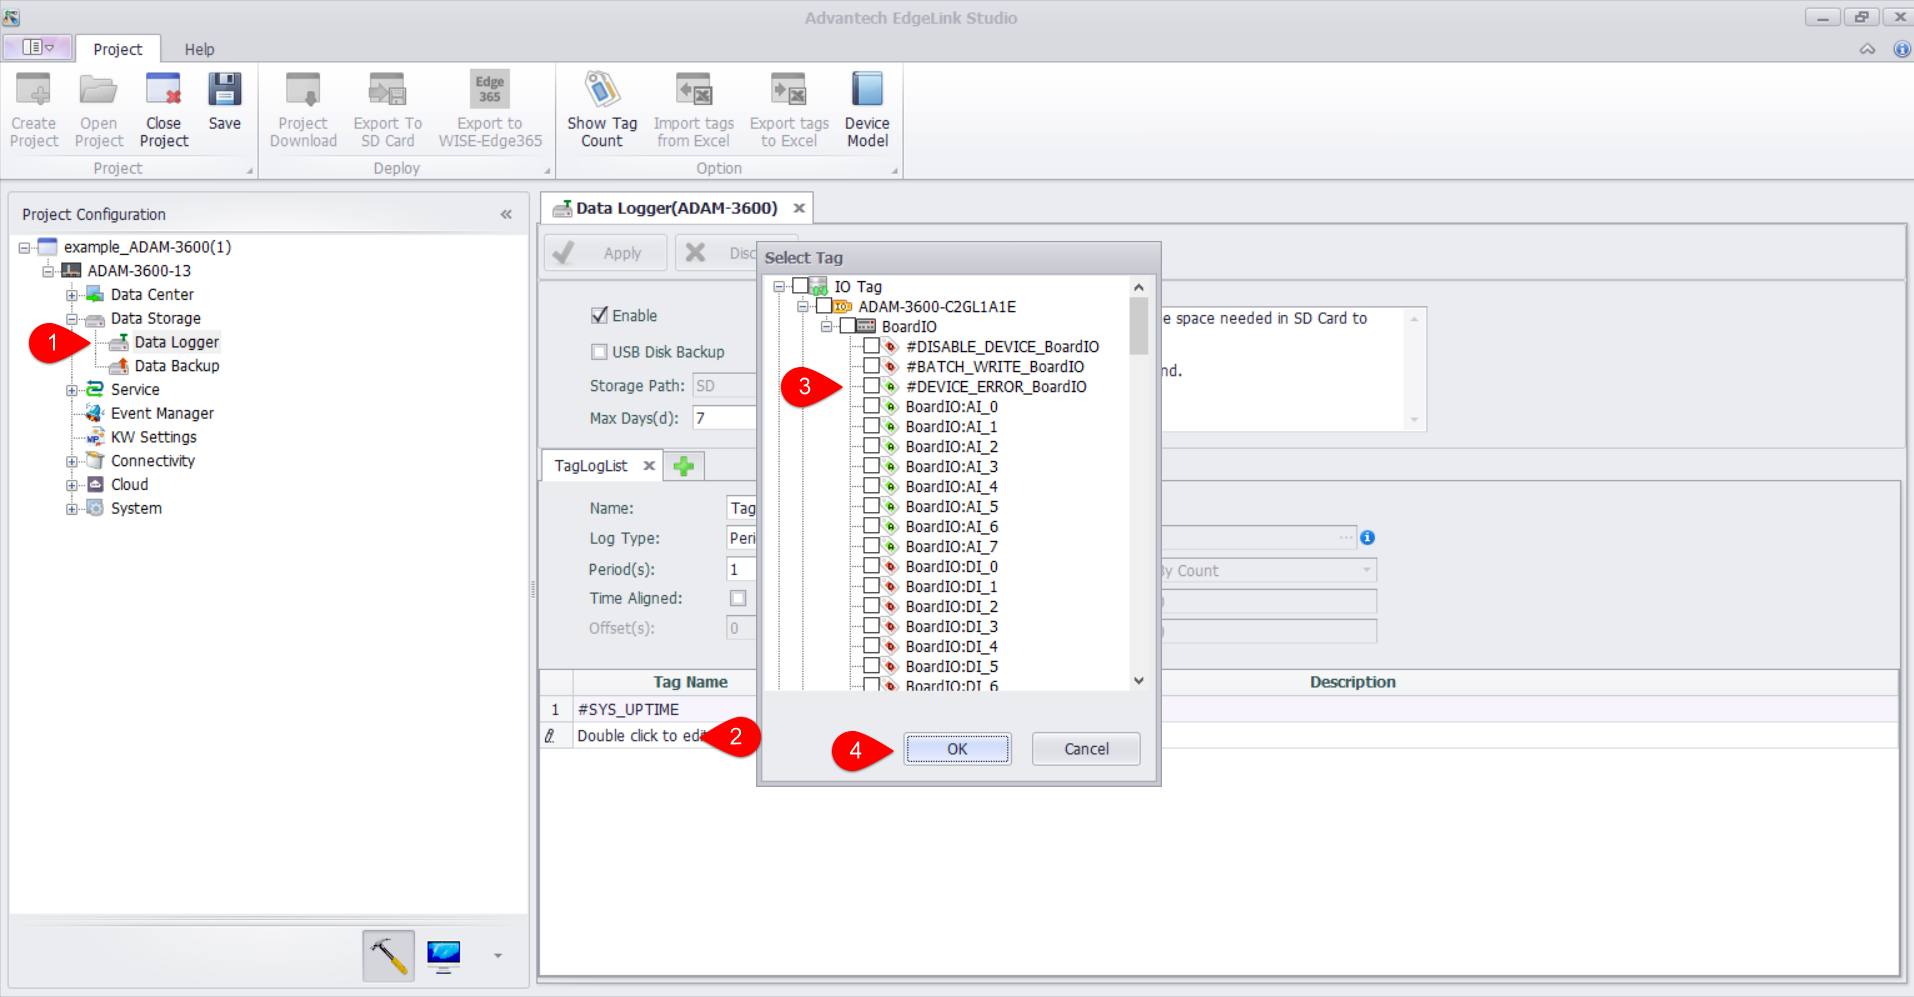 Advantech EdgeLink Studio
Project
Help
Create Project
Open Project
Close Project
Save
Project
Project Download
Export To SD Card
Edge 365
Export to WISE-Edge365
Deploy
Show Tag Count
Import tags from Excel
Export tags to Excel
Device Model
Option
Project Configuration
example_ADAM-3600(1)
ADAM-3600-13
Data Center
Data Storage
1
Data Logger
Data Backup
Service
Event Manager
KW Settings
Connectivity
Cloud
System
Data Logger(ADAM-3600)
Apply
Disc
Enable
USB Disk Backup
Storage Path: SD
Max Days(d): 7
e space needed in SD Card to
nd.
TagLogList
Name: Tag
Log Type: Peri
Period(s): 1
Time Aligned:
Offset(s): 0
By Count
Tag Name
Description
1 #SYS_UPTIME
Double click to edi
2
Select Tag
IO Tag
ADAM-3600-C2GL1A1E
BoardIO
#DISABLE_DEVICE_BoardIO
#BATCH_WRITE_BoardIO
3
#DEVICE_ERROR_BoardIO
BoardIO:AI_0
BoardIO:AI_1
BoardIO:AI_2
BoardIO:AI_3
BoardIO:AI_4
BoardIO:AI_5
BoardIO:AI_6
BoardIO:AI_7
BoardIO:DI_0
BoardIO:DI_1
BoardIO:DI_2
BoardIO:DI_3
BoardIO:DI_4
BoardIO:DI_5
BoardIO:DI_6
4
OK
Cancel